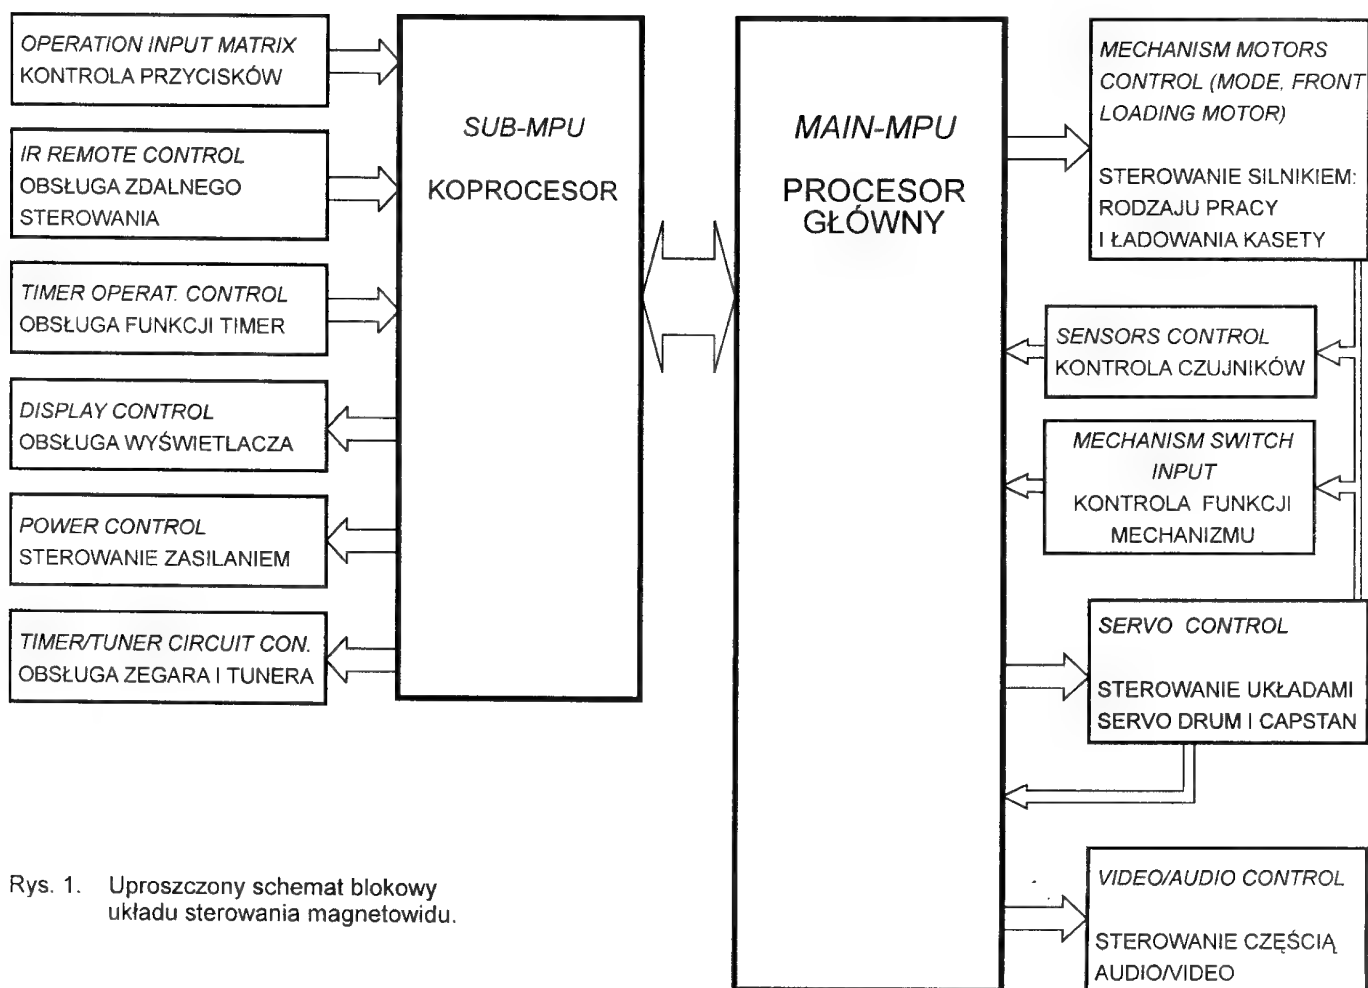 OPERATION INPUT MATRIX
KONTROLA PRZYCISKÓW
IR REMOTE CONTROL
OBSŁUGA ZDALNEGO
STEROWANIA
TIMER OPERAT. CONTROL
OBSŁUGA FUNKCJI TIMER
DISPLAY CONTROL
OBSŁUGA WYŚWIETLACZA
POWER CONTROL
STEROWANIE ZASILANIEM
TIMER/TUNER CIRCUIT CON.
OBSŁUGA ZEGARA I TUNERA
SUB-MPU
KOPROCESOR
MAIN-MPU
PROCESOR
GŁÓWNY
MECHANISM MOTORS
CONTROL (MODE, FRONT
LOADING MOTOR)
STEROWANIE SILNIKIEM:
RODZAJU PRACY
I ŁADOWANIA KASETY
SENSORS CONTROL
KONTROLA CZUJNIKÓW
MECHANISM SWITCH
INPUT
KONTROLA FUNKCJI
MECHANIZMU
SERVO CONTROL
STEROWANIE UKŁADAMI
SERVO DRUM I CAPSTAN
VIDEO/AUDIO CONTROL
STEROWANIE CZĘŚCIĄ
AUDIO/VIDEO
Rys. 1. Uproszczony schemat blokowy
układu sterowania magnetowidu.